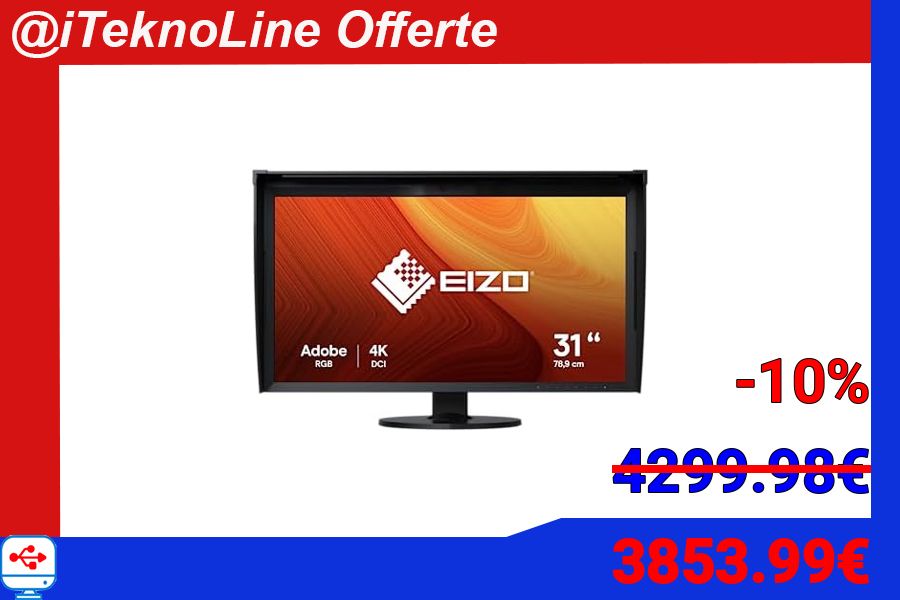 @iTeknoLine Offerte
EIZO
Adobe RGB
4K DCI
31“
78,9 cm
-10%
4299.98€
3853.99€